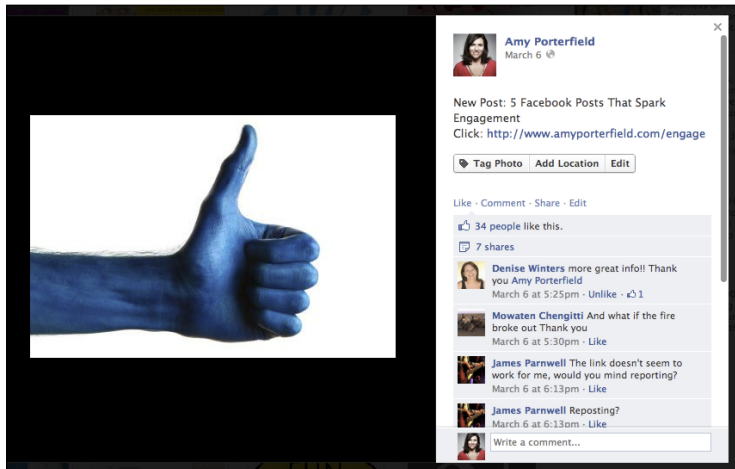 Amy Porterfield
March 6
New Post: 5 Facebook Posts That Spark
Engagement
Click: http://www.amyporterfield.com/engage
Tag Photo Add Location Edit
Like · Comment · Share · Edit
34 people like this.
7 shares
Denise Winters more great info!! Thank
you Amy Porterfield
March 6 at 5:25pm · Unlike · 1
Mowaten Chengitti And what if the fire
broke out Thank you
March 6 at 5:30pm · Like
James Parnwell The link doesn't seem to
work for me, would you mind reporting?
March 6 at 6:13pm · Like
James Parnwell Reposting?
March 6 at 6:13pm · Like
Write a comment...